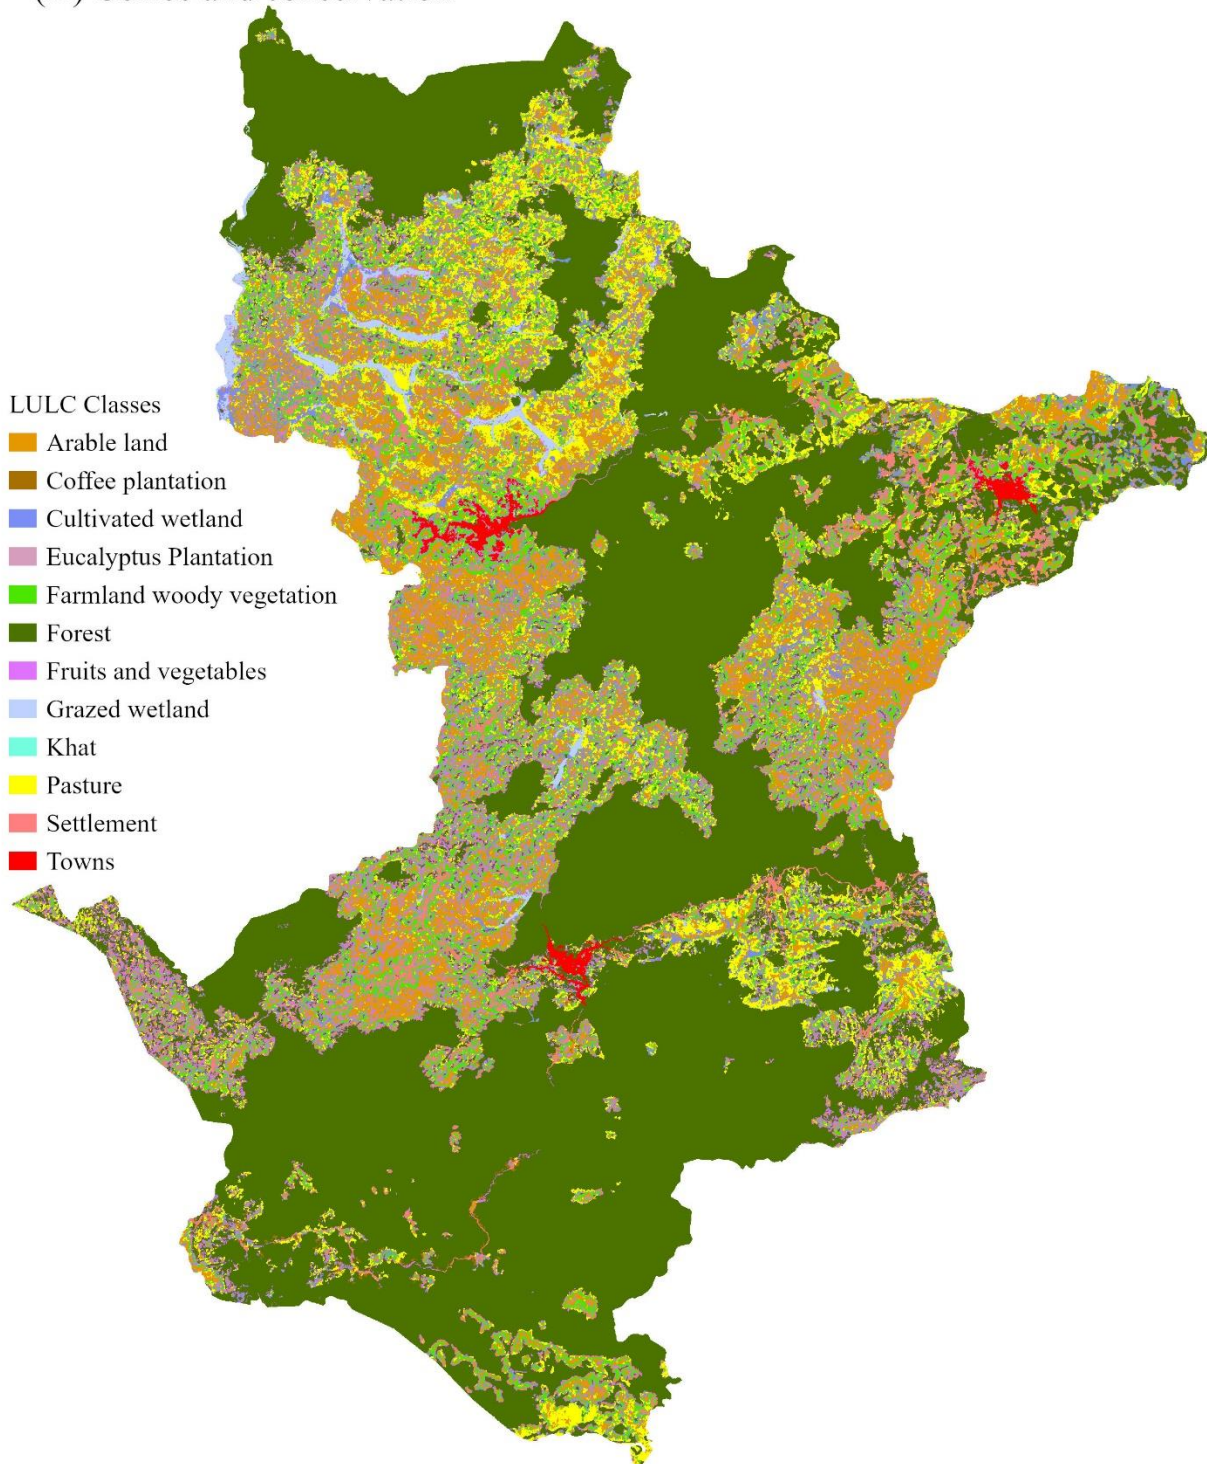 LULC Classes
Arable land
Coffee plantation
Cultivated wetland
Eucalyptus Plantation
Farmland woody vegetation
Forest
Fruits and vegetables
Grazed wetland
Khat
Pasture
Settlement
Towns